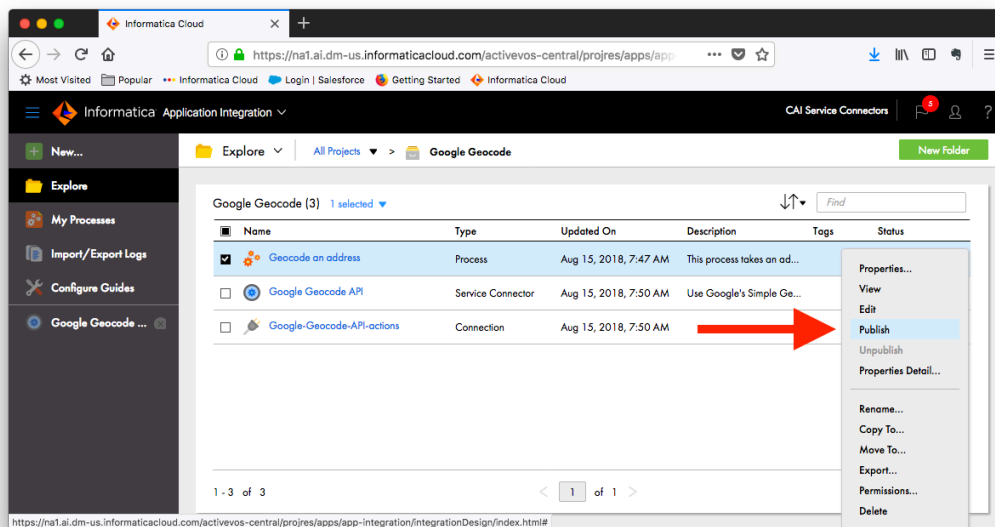 Informatica Cloud
https://na1.ai.dm-us.informaticacloud.com/activevos-central/projres/apps/app-
Most Visited Popular Informatica Cloud Login | Salesforce Getting Started Informatica Cloud
Informatica Application Integration CAI Service Connectors 5 ?
New... Explore All Projects > Google Geocode New Folder
Explore
My Processes
Import/Export Logs
Configure Guides
Google Geocode ...
Google Geocode (3) 1 selected Find
Name Type Updated On Description Tags Status
Geocode an address Process Aug 15, 2018, 7:47 AM This process takes an ad...
Google Geocode API Service Connector Aug 15, 2018, 7:50 AM Use Google's Simple Ge...
Google-Geocode-API-actions Connection Aug 15, 2018, 7:50 AM
Properties...
View
Edit
Publish
Unpublish
Properties Detail...
Rename...
Copy To...
Move To...
Export...
Permissions...
Delete
1 - 3 of 3 < 1 of 1 >
https://na1.ai.dm-us.informaticacloud.com/activevos-central/projres/apps/app-integration/integrationDesign/index.html#